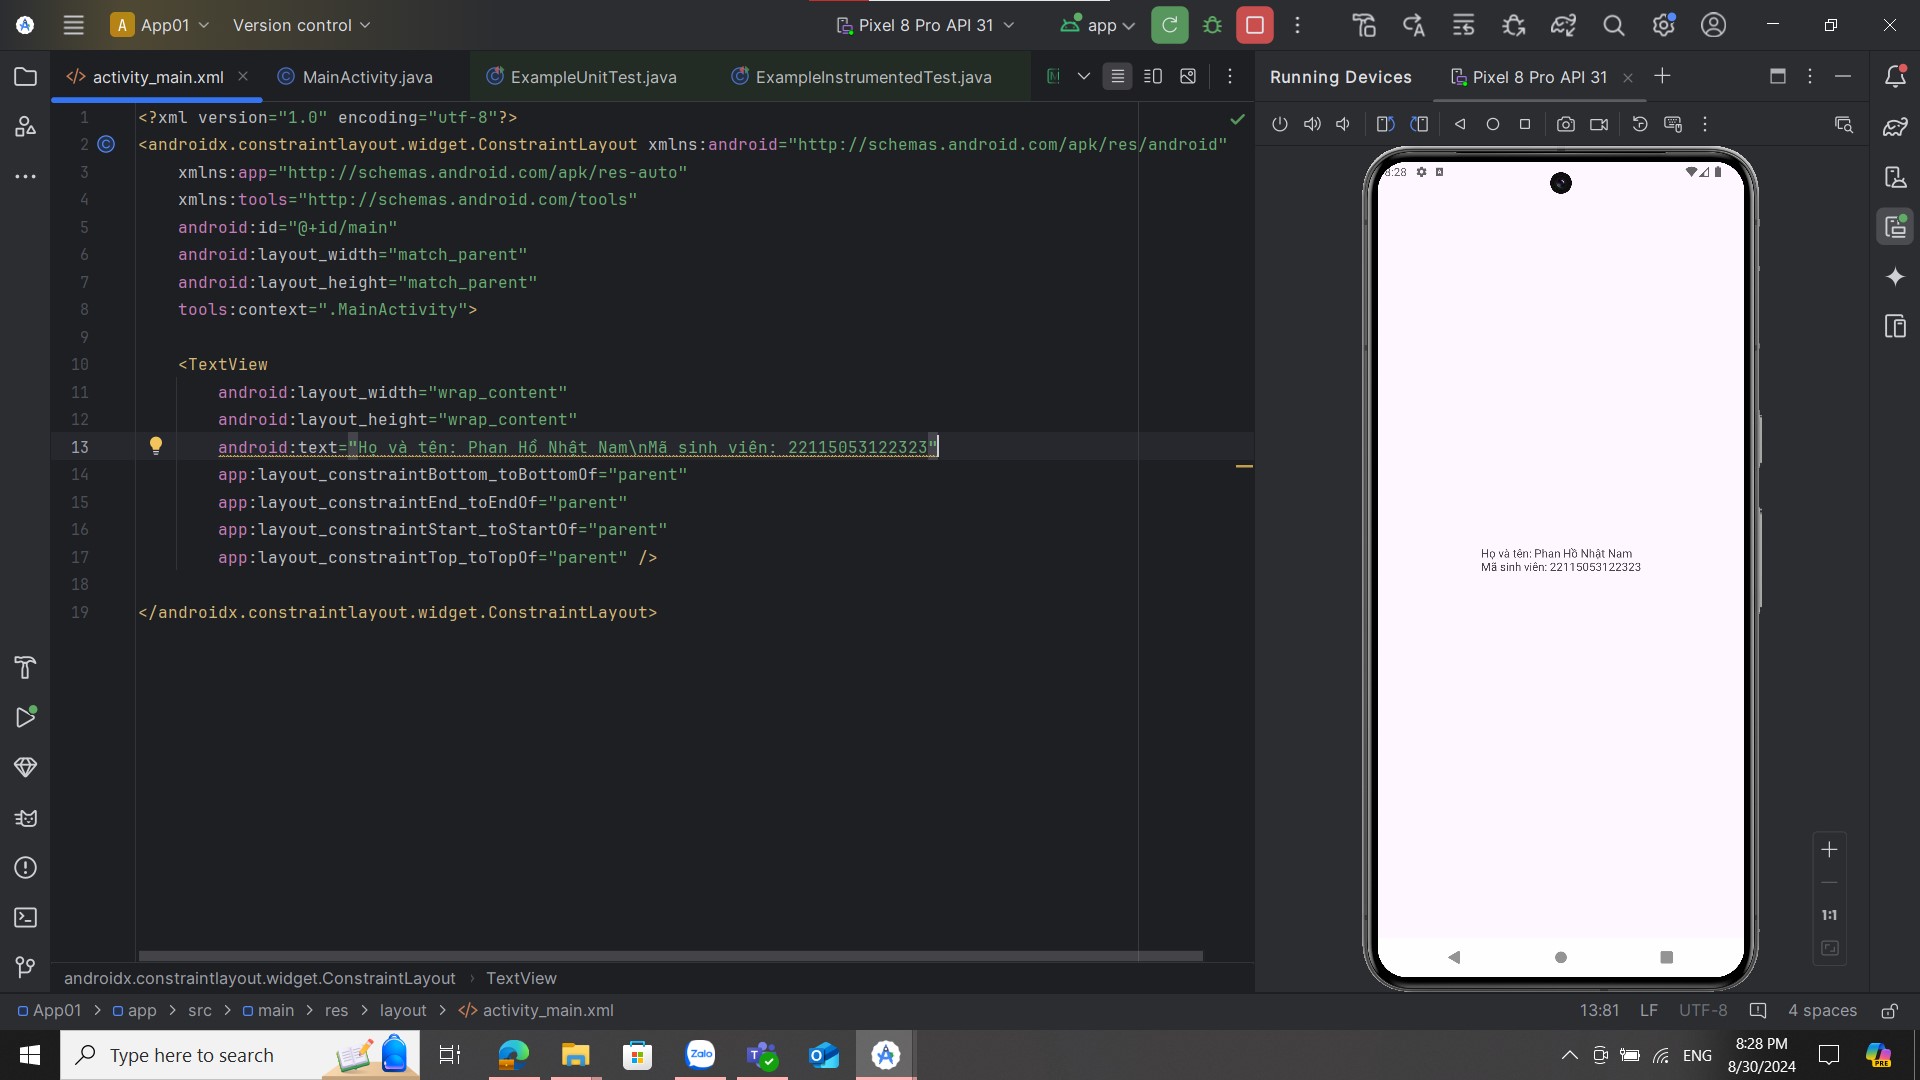 App01
Version control
Pixel 8 Pro API 31
app
activity_main.xml
MainActivity.java
ExampleUnitTest.java
ExampleInstrumentedTest.java
Running Devices
Pixel 8 Pro API 31
1 <?xml version="1.0" encoding="utf-8"?>
2 <androidx.constraintlayout.widget.ConstraintLayout xmlns:android="http://schemas.android.com/apk/res/android"
3 xmlns:app="http://schemas.android.com/apk/res-auto"
4 xmlns:tools="http://schemas.android.com/tools"
5 android:id="@+id/main"
6 android:layout_width="match_parent"
7 android:layout_height="match_parent"
8 tools:context=".MainActivity">
9
10 <TextView
11 android:layout_width="wrap_content"
12 android:layout_height="wrap_content"
13 android:text="Họ và tên: Phan Hồ Nhật Nam\nMã sinh viên: 22115053122323"
14 app:layout_constraintBottom_toBottomOf="parent"
15 app:layout_constraintEnd_toEndOf="parent"
16 app:layout_constraintStart_toStartOf="parent"
17 app:layout_constraintTop_toTopOf="parent" />
18
19 </androidx.constraintlayout.widget.ConstraintLayout>
8:28
Họ và tên: Phan Hồ Nhật Nam
Mã sinh viên: 22115053122323
1:1
androidx.constraintlayout.widget.ConstraintLayout › TextView
App01 > app > src > main > res > layout > activity_main.xml
13:81 LF UTF-8 4 spaces
Type here to search
Zalo
ENG
8:28 PM
8/30/2024
PRE